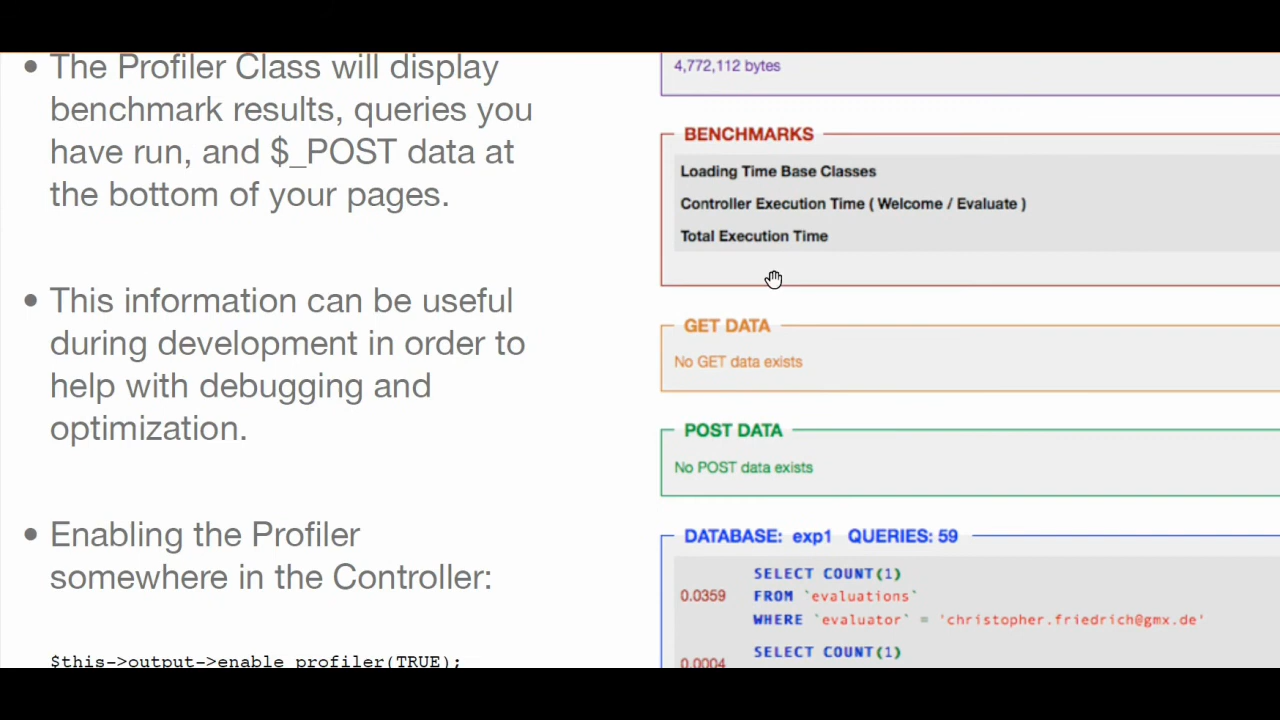 • The Profiler Class will display
benchmark results, queries you
have run, and $_POST data at
the bottom of your pages.
• This information can be useful
during development in order to
help with debugging and
optimization.
• Enabling the Profiler
somewhere in the Controller:
$this->output->enable_profiler(TRUE);
4,772,112 bytes
BENCHMARKS
Loading Time Base Classes
Controller Execution Time ( Welcome / Evaluate )
Total Execution Time
GET DATA
No GET data exists
POST DATA
No POST data exists
DATABASE: exp1 QUERIES: 59
SELECT COUNT(1)
0.0359 FROM `evaluations`
WHERE `evaluator` = 'christopher.friedrich@gmx.de'
SELECT COUNT(1)
0.0004